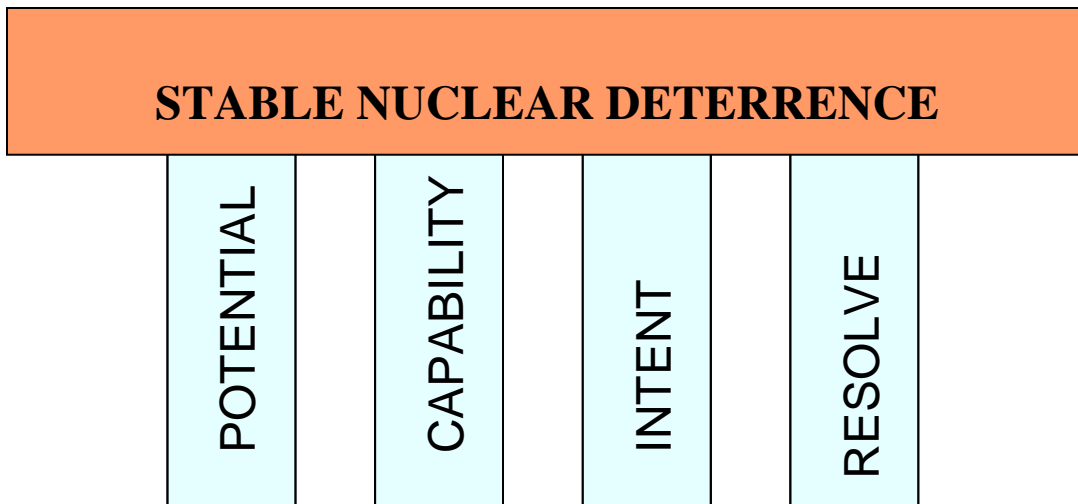 STABLE NUCLEAR DETERRENCE
POTENTIAL
CAPABILITY
INTENT
RESOLVE